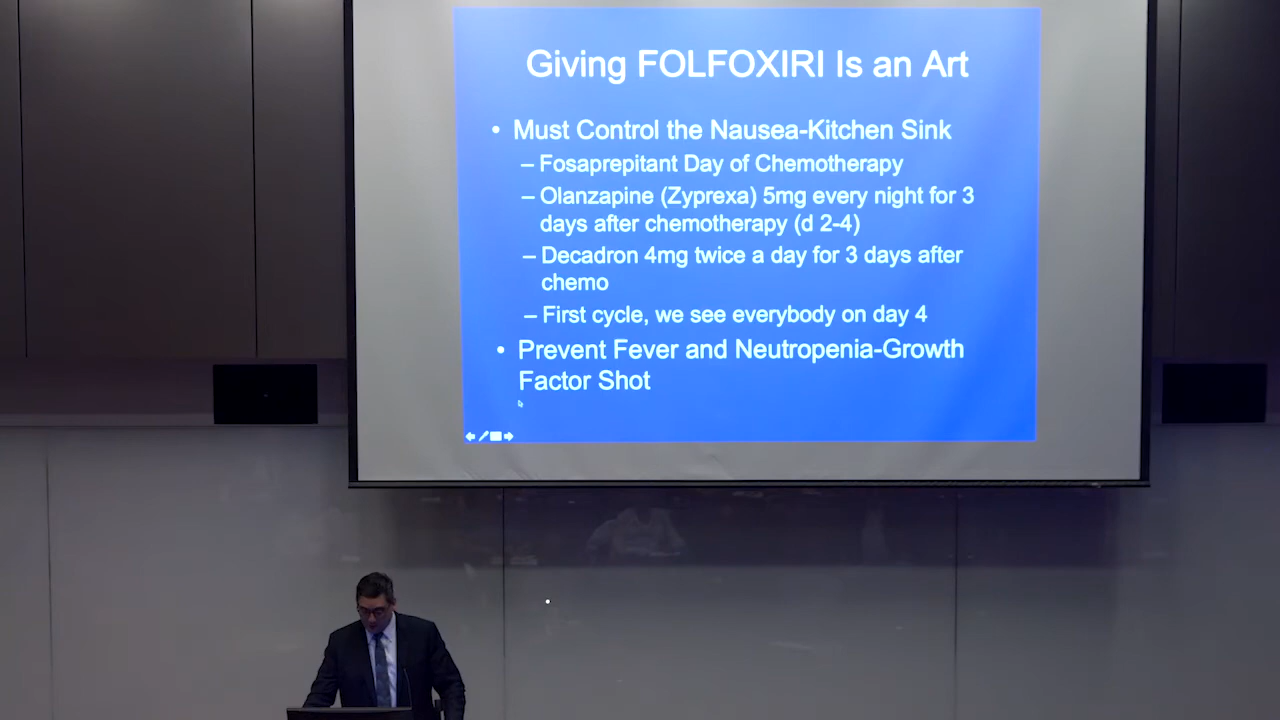 Giving FOLFOXIRI Is an Art
• Must Control the Nausea-Kitchen Sink
– Fosaprepitant Day of Chemotherapy
– Olanzapine (Zyprexa) 5mg every night for 3
days after chemotherapy (d 2-4)
– Decadron 4mg twice a day for 3 days after
chemo
– First cycle, we see everybody on day 4
• Prevent Fever and Neutropenia-Growth
Factor Shot